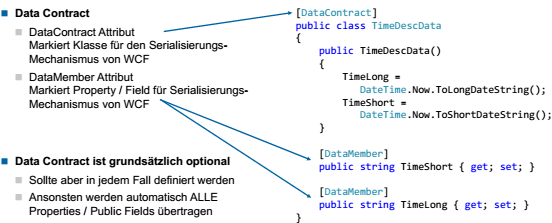 Data Contract
DataContract Attribut
Markiert Klasse für den Serialisierungs-
Mechanismus von WCF
DataMember Attribut
Markiert Property / Field für Serialisierungs-
Mechanismus von WCF
Data Contract ist grundsätzlich optional
Sollte aber in jedem Fall definiert werden
Ansonsten werden automatisch ALLE
Properties / Public Fields übertragen
[DataContract]
public class TimeDescData
{
public TimeDescData()
{
TimeLong =
DateTime.Now.ToLongDateString();
TimeShort =
DateTime.Now.ToShortDateString();
}
[DataMember]
public string TimeShort { get; set; }
[DataMember]
public string TimeLong { get; set; }
}